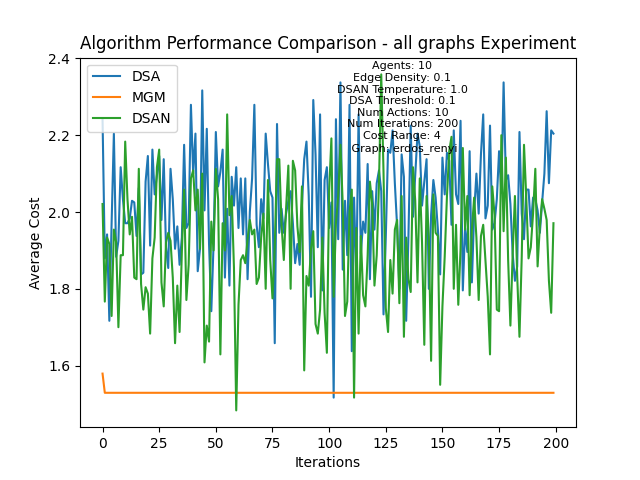 Algorithm Performance Comparison - all graphs Experiment
DSA
MGM
DSAN
Agents: 10
Edge Density: 0.1
DSAN Temperature: 1.0
DSA Threshold: 0.1
Num Actions: 10
Num Iterations: 200
Cost Range: 4
Graph: erdos_renyi
Average Cost
2.4
2.2
2.0
1.8
1.6
0 25 50 75 100 125 150 175 200
Iterations